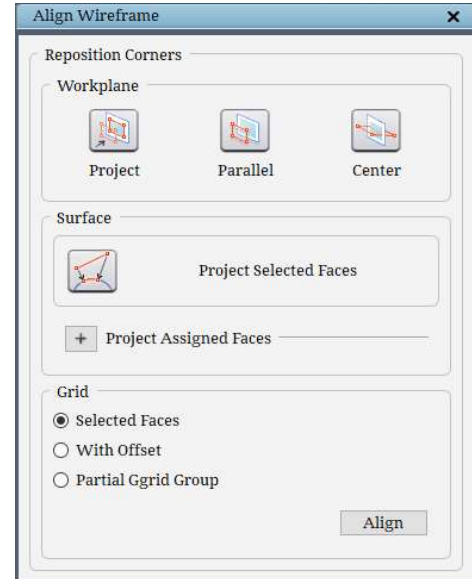 Align Wireframe
Reposition Corners
Workplane
Project Parallel Center
Surface
Project Selected Faces
+ Project Assigned Faces
Grid
Selected Faces
With Offset
Partial Ggrid Group
Align